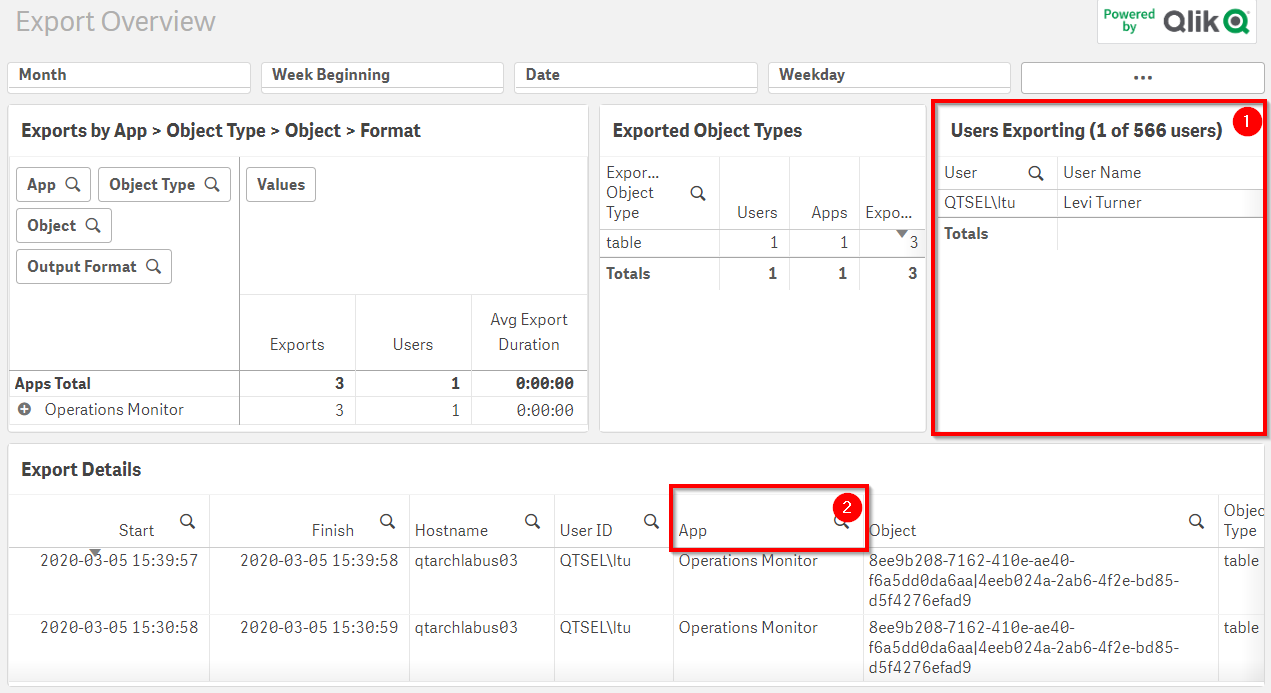 Export Overview
Powered by Qlik
Month
Week Beginning
Date
Weekday
...
Exports by App > Object Type > Object > Format
App
Object Type
Values
Object
Output Format
Exports
Users
Avg Export
Duration
Apps Total 3 1 0:00:00
Operations Monitor 3 1 0:00:00
Exported Object Types
Expor...
Object
Type
Users
Apps
Expo...
table 1 1 3
Totals 1 1 3
Users Exporting (1 of 566 users)
1
User
User Name
QTSEL\ltu Levi Turner
Totals
Export Details
2
Start
Finish
Hostname
User ID
App
Object
Objec
Type
2020-03-05 15:39:57 2020-03-05 15:39:58 qtarchlabus03 QTSEL\ltu Operations Monitor 8ee9b208-7162-410e-ae40- table
f6a5dd0da6aa|4eeb024a-2ab6-4f2e-bd85-
d5f4276efad9
2020-03-05 15:30:58 2020-03-05 15:30:59 qtarchlabus03 QTSEL\ltu Operations Monitor 8ee9b208-7162-410e-ae40- table
f6a5dd0da6aa|4eeb024a-2ab6-4f2e-bd85-
d5f4276efad9